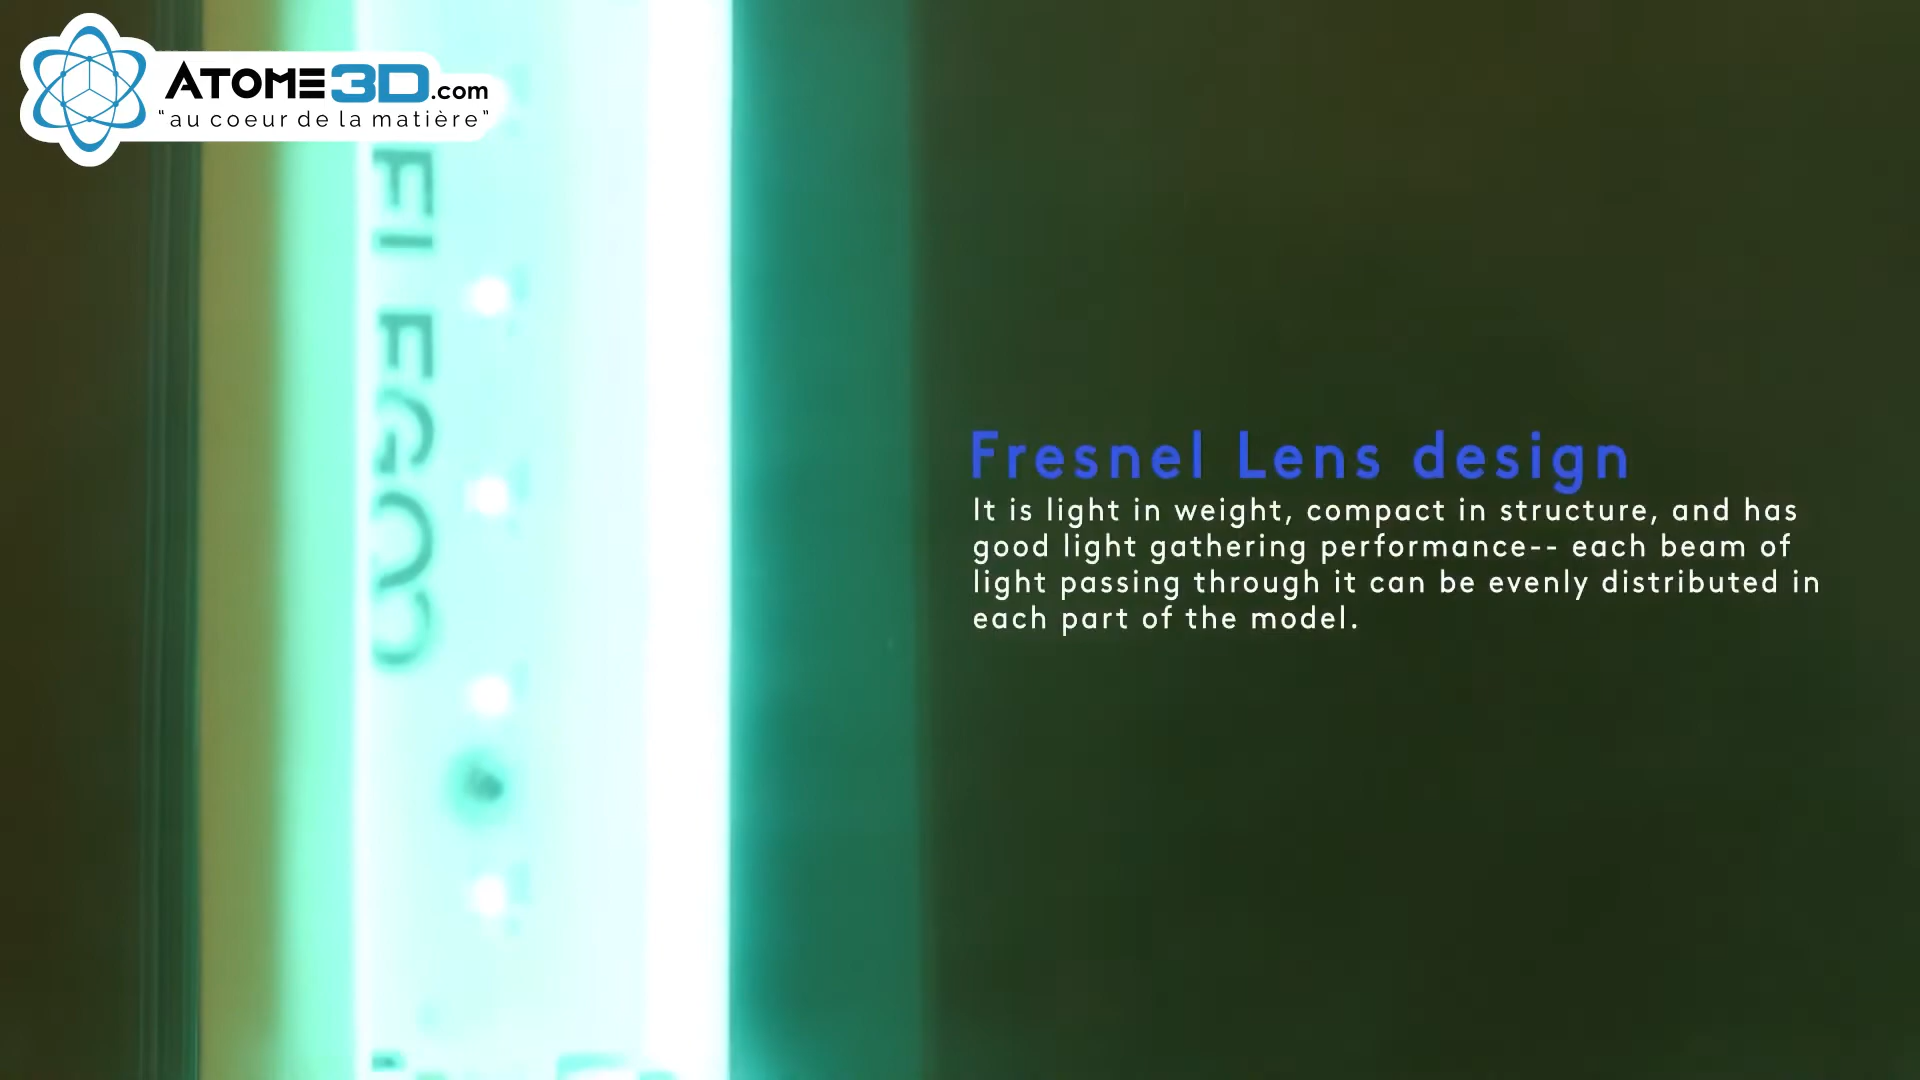 ATOME3D.com
"au coeur de la matière"
ELEGOO
Fresnel Lens design
It is light in weight, compact in structure, and has
good light gathering performance-- each beam of
light passing through it can be evenly distributed in
each part of the model.